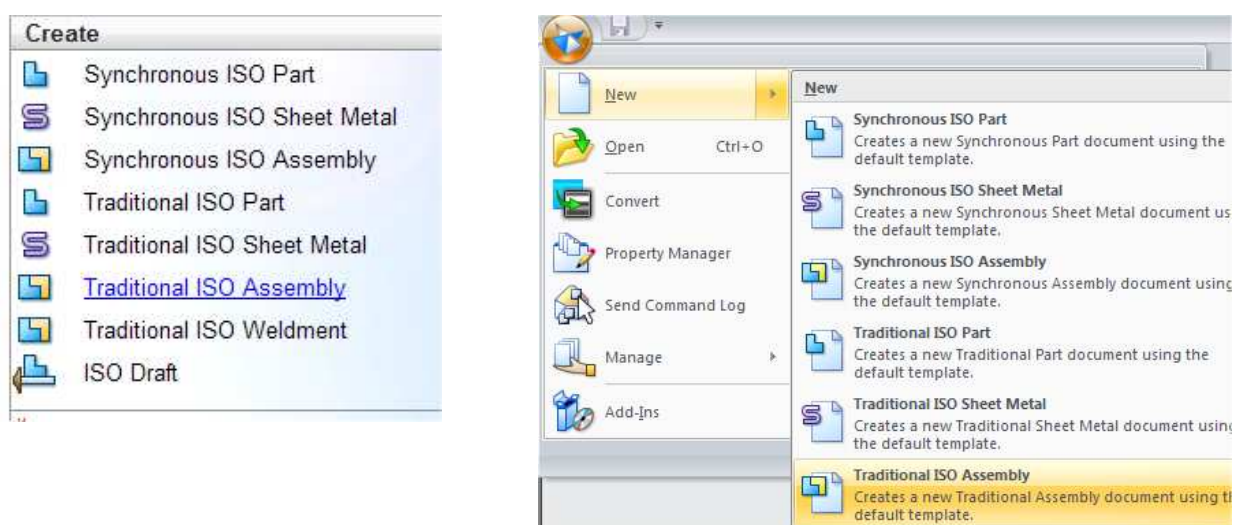 Create
Synchronous ISO Part
Synchronous ISO Sheet Metal
Synchronous ISO Assembly
Traditional ISO Part
Traditional ISO Sheet Metal
Traditional ISO Assembly
Traditional ISO Weldment
ISO Draft
New
Open Ctrl+O
Convert
Property Manager
Send Command Log
Manage
Add-Ins
New
Synchronous ISO Part
Creates a new Synchronous Part document using the
default template.
Synchronous ISO Sheet Metal
Creates a new Synchronous Sheet Metal document us
the default template.
Synchronous ISO Assembly
Creates a new Synchronous Assembly document using
the default template.
Traditional ISO Part
Creates a new Traditional Part document using the
default template.
Traditional ISO Sheet Metal
Creates a new Traditional Sheet Metal document using
the default template.
Traditional ISO Assembly
Creates a new Traditional Assembly document using th
default template.